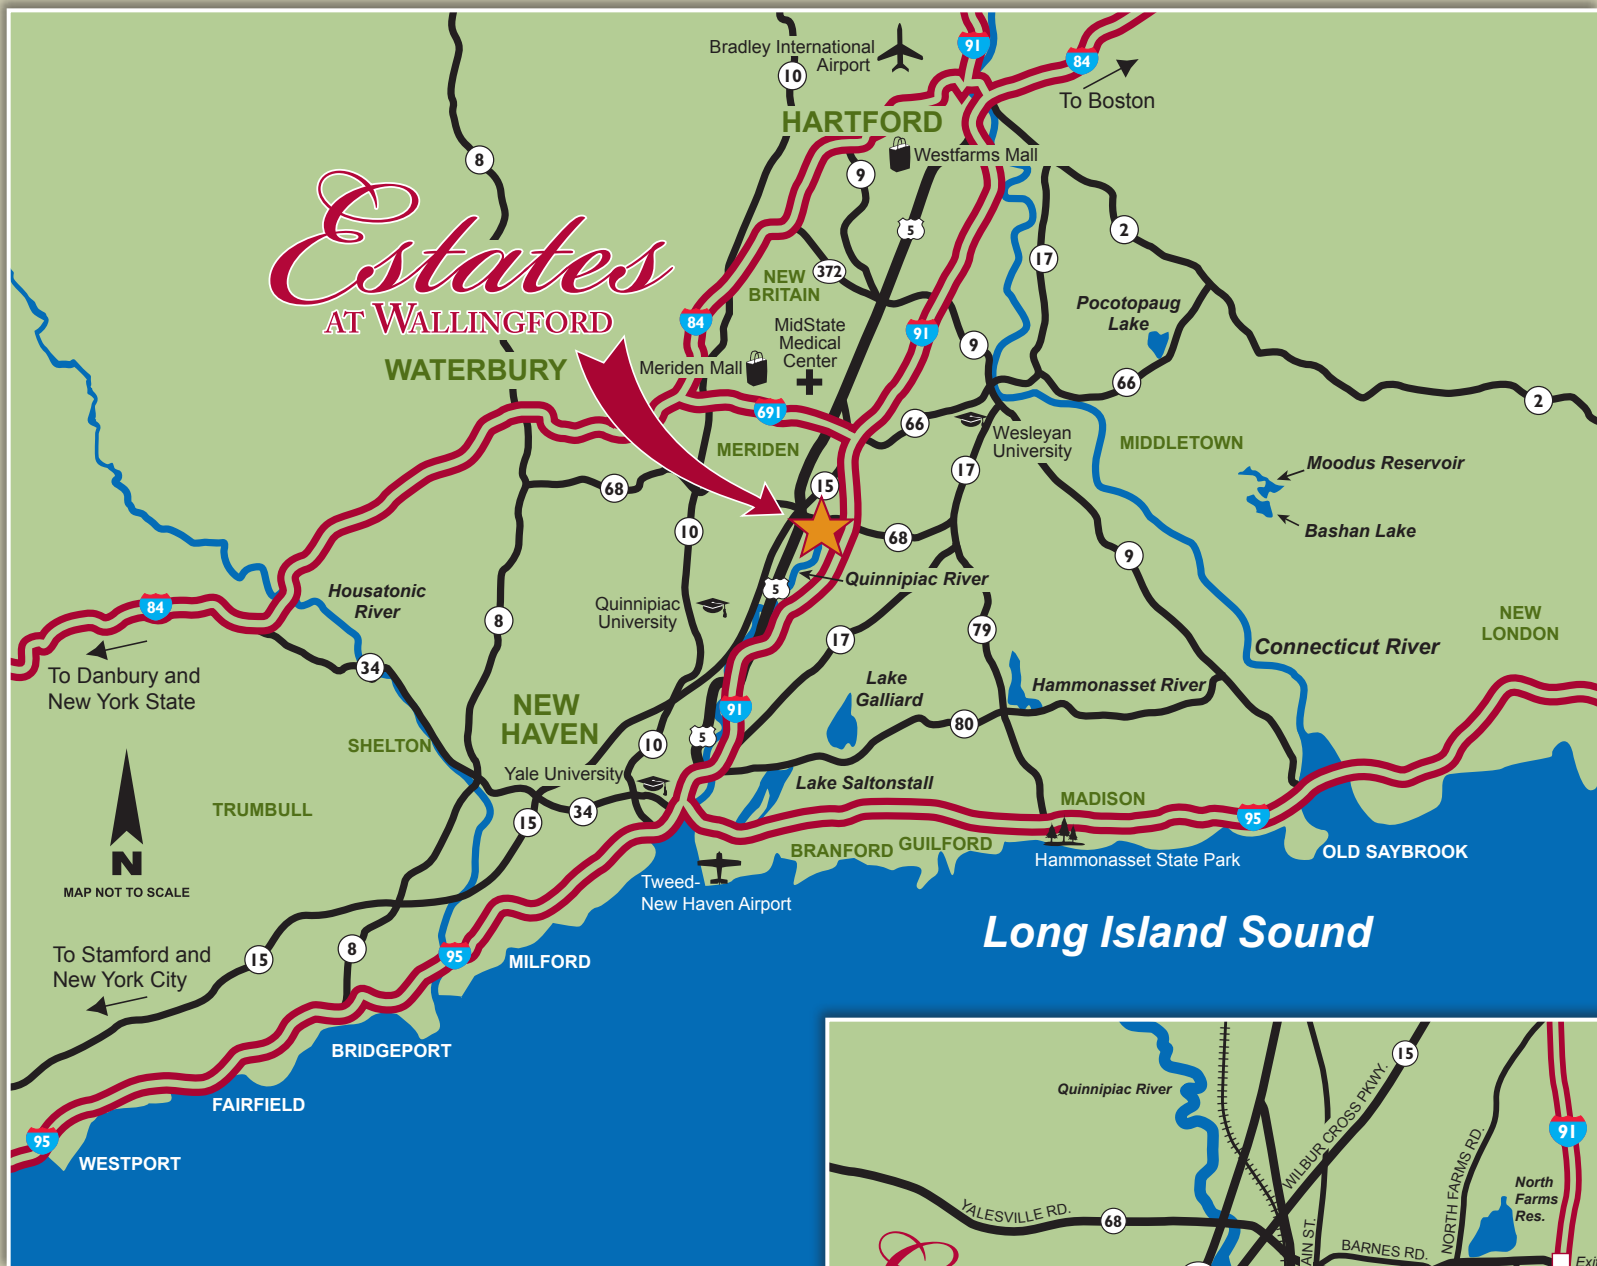 Bradley International
Airport
10
91
84
To Boston
HARTFORD
Westfarms Mall
8
9
5
2
17
Estates
AT WALLINGFORD
372
NEW
BRITAIN
Pocotopaug
Lake
84
MidState
Medical
Center
91
9
WATERBURY
Meriden Mall
66
2
691
66
Wesleyan
University
MIDDLETOWN
MERIDEN
Moodus Reservoir
17
68
15
Bashan Lake
10
68
9
Quinnipiac River
5
Housatonic
River
84
Quinnipiac
University
8
17
79
NEW
LONDON
Connecticut River
To Danbury and
New York State
34
Lake
Galliard
Hammonasset River
NEW
HAVEN
91
80
5
10
SHELTON
Yale University
Lake Saltonstall
MADISON
TRUMBULL
15
34
95
BRANFORD
GUILFORD
OLD SAYBROOK
Hammonasset State Park
N
MAP NOT TO SCALE
Tweed-
New Haven Airport
Long Island Sound
To Stamford and
New York City
15
8
95
MILFORD
BRIDGEPORT
FAIRFIELD
95
WESTPORT
15
Quinnipiac River
WILBUR CROSS PKWY.
91
NORTH FARMS RD.
North
Farms
Res.
YALESVILLE RD.
68
AIN ST.
BARNES RD.
Exi